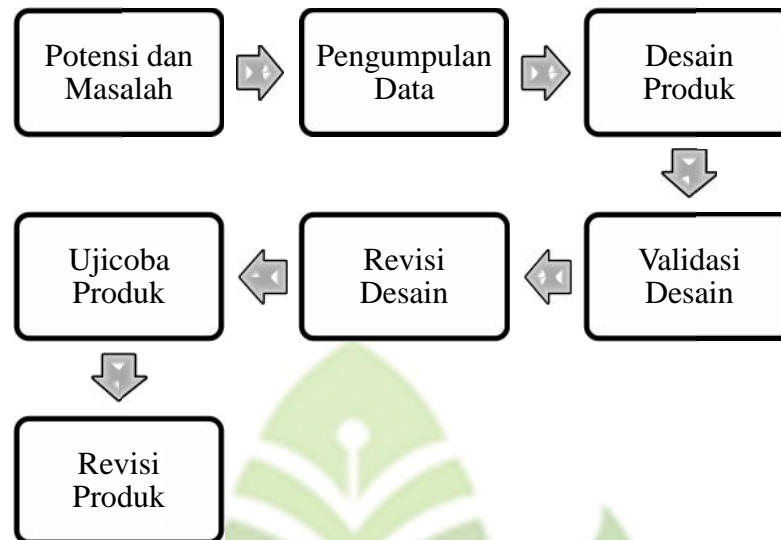 Potensi dan
Masalah
Pengumpulan
Data
Desain
Produk
Validasi
Desain
Revisi
Desain
Ujicoba
Produk
Revisi
Produk